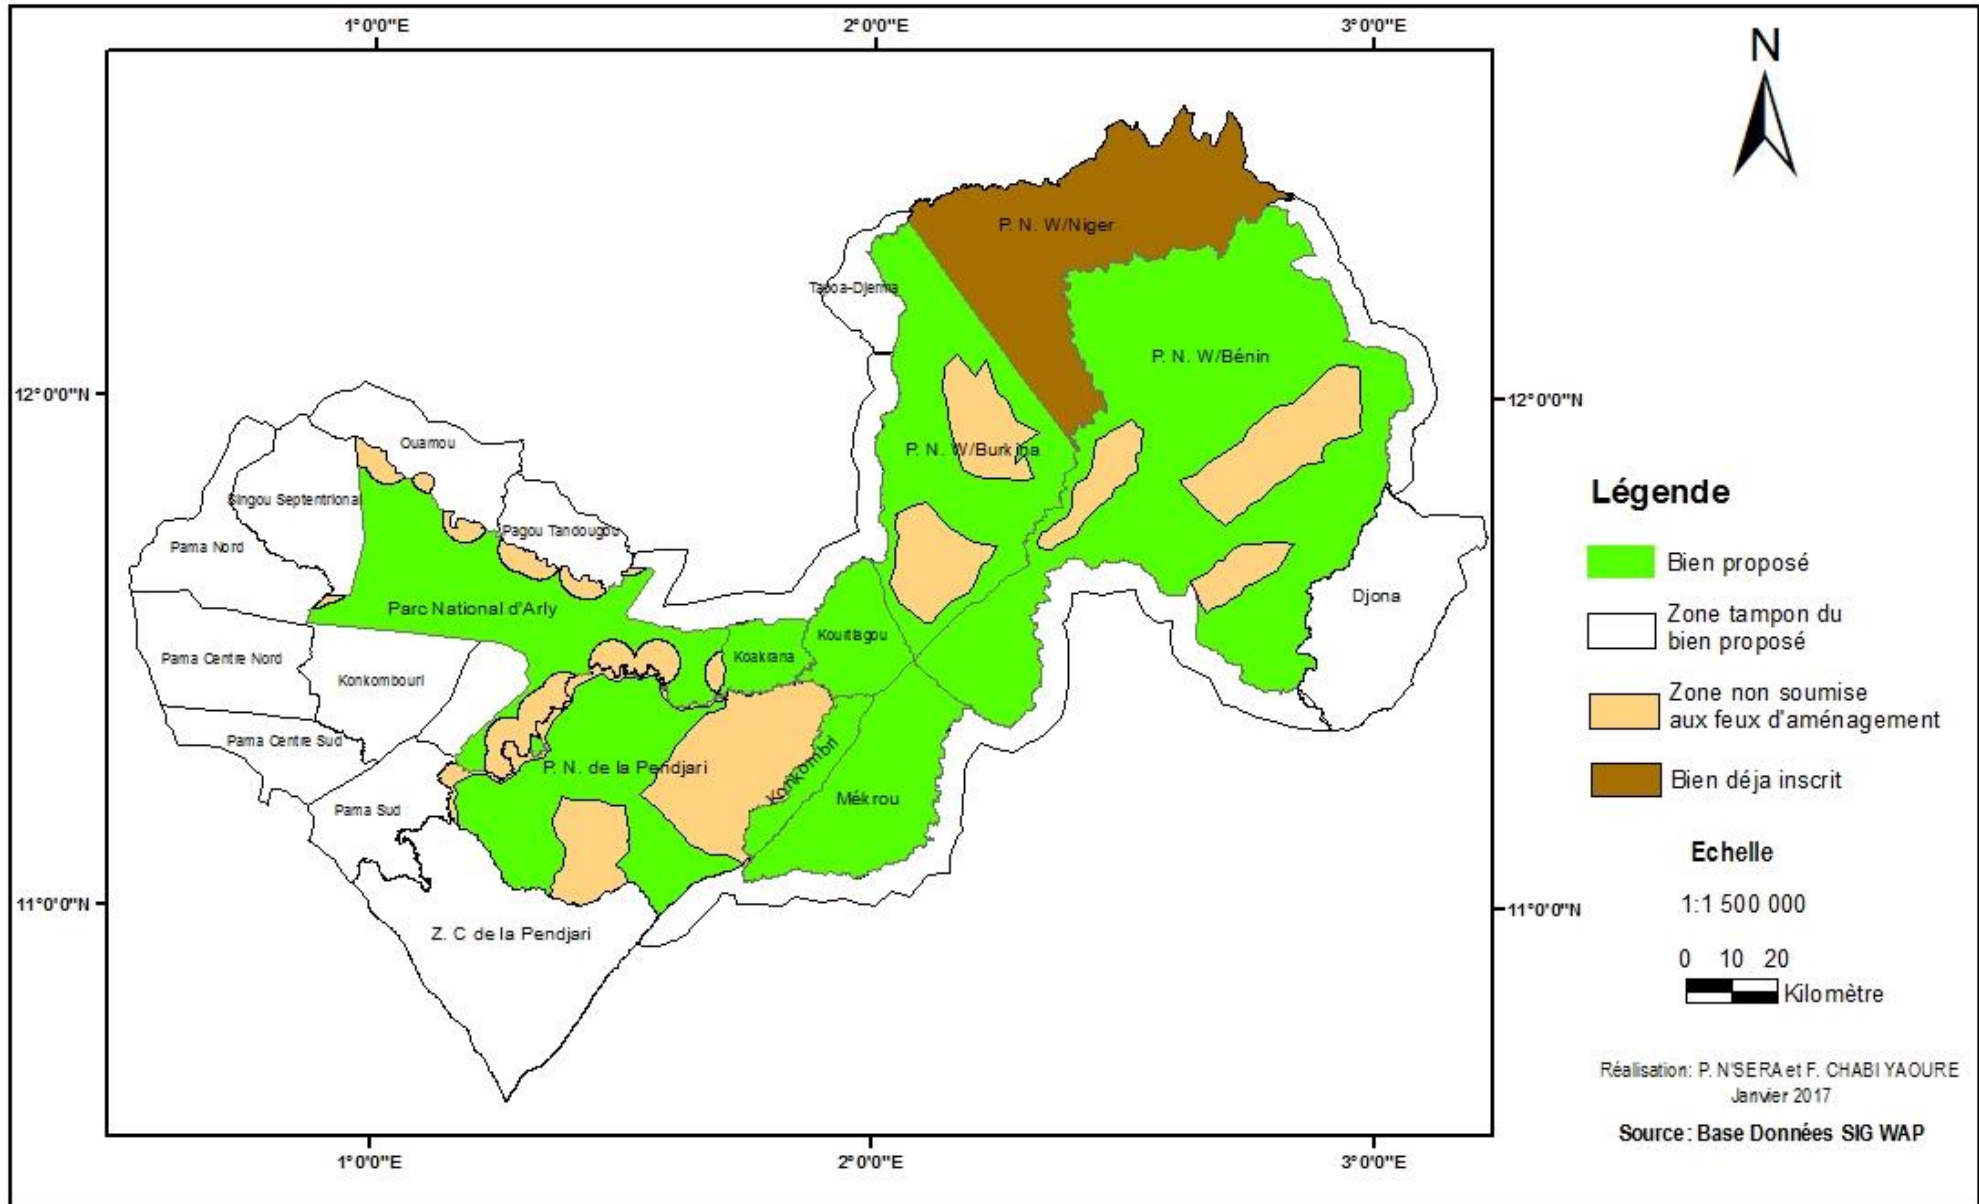 1°0'0"E
2°0'0"E
3°0'0"E
N
P. N. W/Niger
Tapoa-Djerma
P. N. W/Bénin
12°0'0"N
12°0'0"N
Ouamou
P. N. W/Burkina
Singou Septentrional
Pagou Tandougou
Pama Nord
Parc National d'Arly
Djona
Kourtiagou
Koakrana
Pama Centre Nord
Konkombouri
Pama Centre Sud
P. N. de la Pendjari
Konkombri
Mékrou
Pama Sud
11°0'0"N
11°0'0"N
Z. C de la Pendjari
1°0'0"E
2°0'0"E
3°0'0"E
Légende
Bien proposé
Zone tampon du
bien proposé
Zone non soumise
aux feux d'aménagement
Bien déja inscrit
Echelle
1:1 500 000
0 10 20
Kilomètre
Réalisation: P. N'SERA et F. CHABI YAOURE
Janvier 2017
Source: Base Données SIG WAP